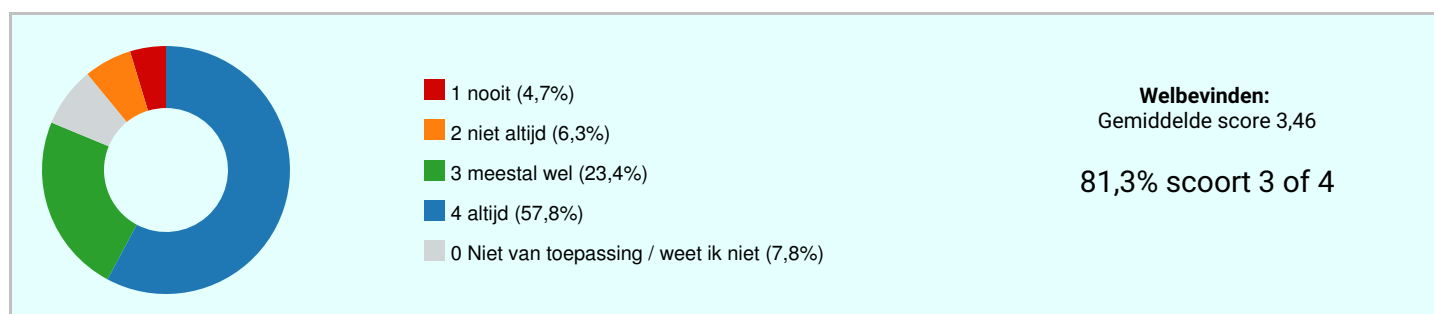 1 nooit (4,7%)
2 niet altijd (6,3%)
3 meestal wel (23,4%)
4 altijd (57,8%)
0 Niet van toepassing / weet ik niet (7,8%)
Welbevinden:
Gemiddelde score 3,46
81,3% scoort 3 of 4